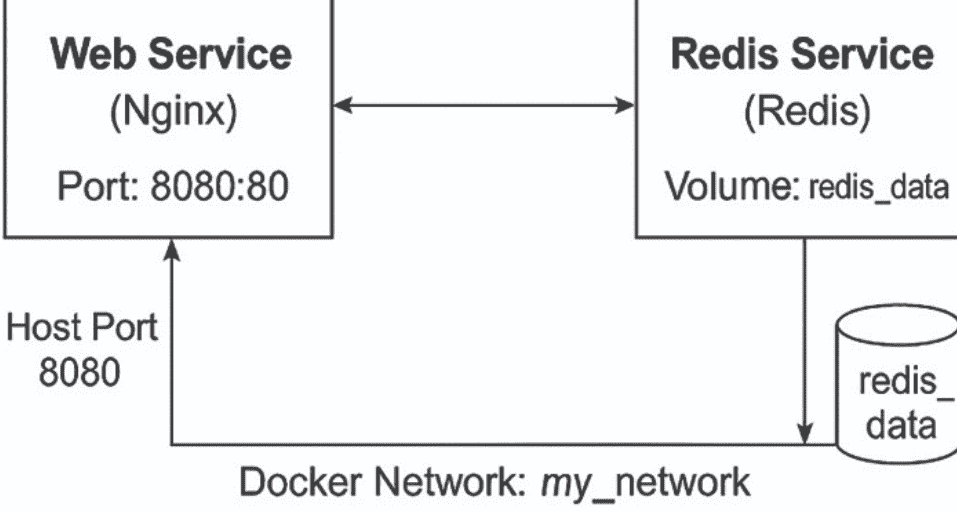 Web Service
(Nginx)
Port: 8080:80
Redis Service
(Redis)
Volume: redis_data
Host Port
8080
redis_
data
Docker Network: my_network